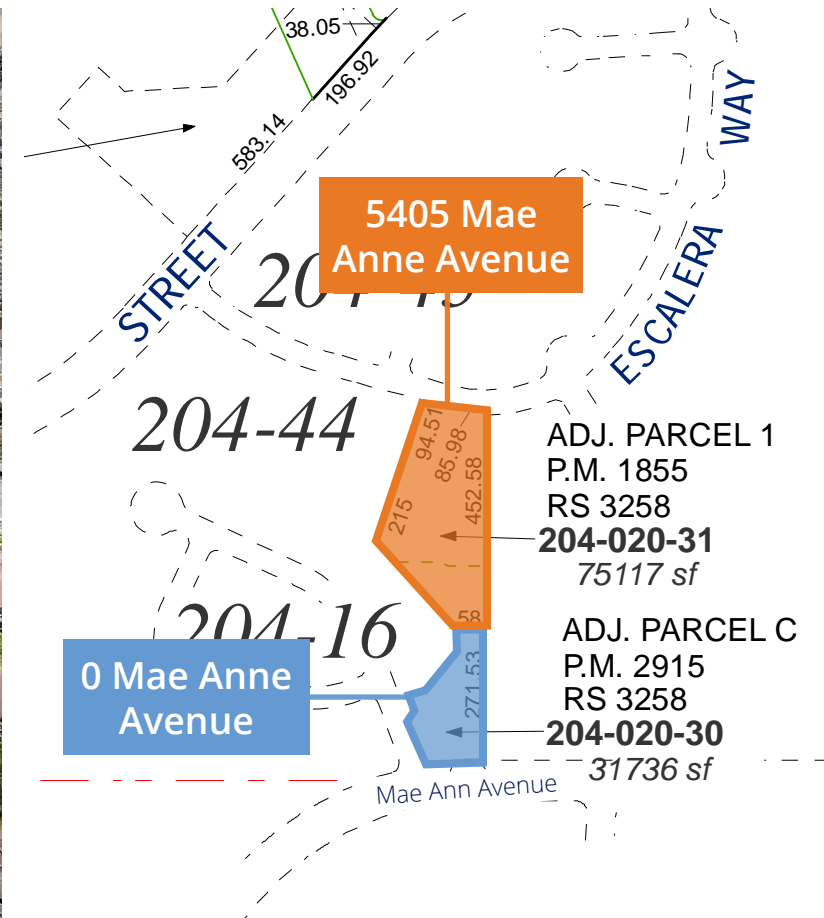 38.05
196.92
583.14
WAY
STREET
5405 Mae
Anne Avenue
ESCALERA
204-44
94.51
85.98
452.58
215
ADJ. PARCEL 1
P.M. 1855
RS 3258
204-020-31
75117 sf
58
204-16
0 Mae Anne
Avenue
271.53
ADJ. PARCEL C
P.M. 2915
RS 3258
204-020-30
31736 sf
Mae Ann Avenue